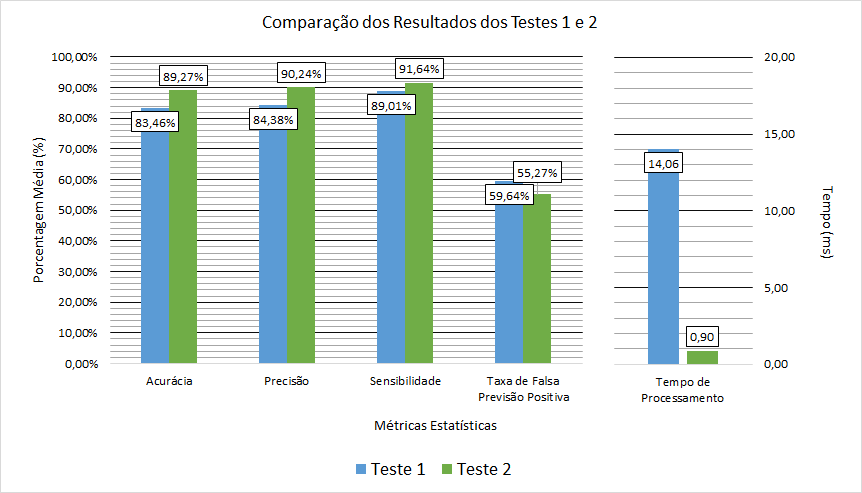 Comparação dos Resultados dos Testes 1 e 2
100,00%
90,00%
80,00%
70,00%
60,00%
50,00%
40,00%
30,00%
20,00%
10,00%
0,00%
Porcentagem Média (%)
83,46%
89,27%
84,38%
90,24%
89,01%
91,64%
59,64%
55,27%
Acurácia
Precisão
Sensibilidade
Taxa de Falsa
Previsão Positiva
14,06
0,90
Tempo de
Processamento
20,00
15,00
10,00
5,00
0,00
Tempo (ms)
Métricas Estatísticas
Teste 1
Teste 2